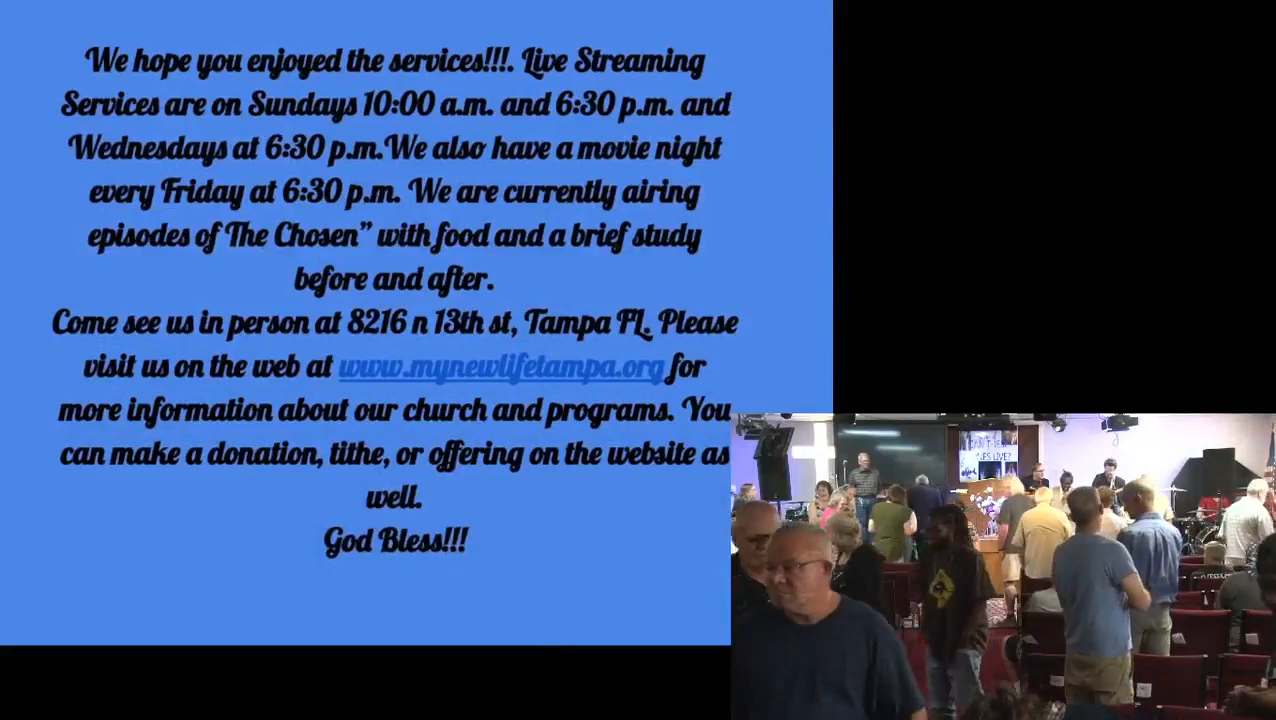 We hope you enjoyed the services!!!. Live Streaming
Services are on Sundays 10:00 a.m. and 6:30 p.m. and
Wednesdays at 6:30 p.m.We also have a movie night
every Friday at 6:30 p.m. We are currently airing
episodes of The Chosen” with food and a brief study
before and after.
Come see us in person at 8216 n 13th st, Tampa FL. Please
visit us on the web at www.mynewlifetampa.org for
more information about our church and programs. You
can make a donation, tithe, or offering on the website as
well.
God Bless!!!
LIVE?